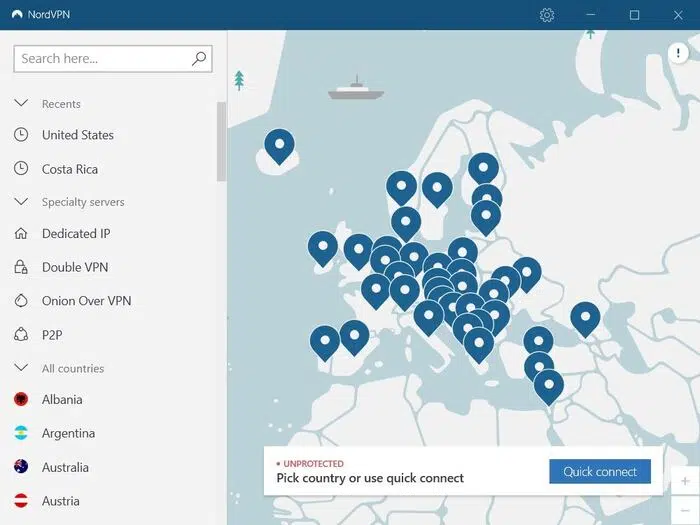 NordVPN
Search here...
Recents
United States
Costa Rica
Specialty servers
Dedicated IP
Double VPN
Onion Over VPN
P2P
All countries
Albania
Argentina
Australia
Austria
!
• UNPROTECTED
Pick country or use quick connect
Quick connect
+
−